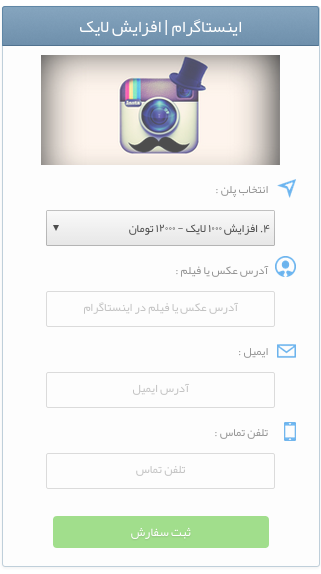 اینستاگرام | افزایش لایک
Insta
انتخاب پلن :
۴. افزایش ۱۰۰۰ لایک - ۱۲۰۰۰ تومان
آدرس عکس یا فیلم :
آدرس عکس یا فیلم در اینستاگرام
ایمیل :
آدرس ایمیل
تلفن تماس :
تلفن تماس
ثبت سفارش